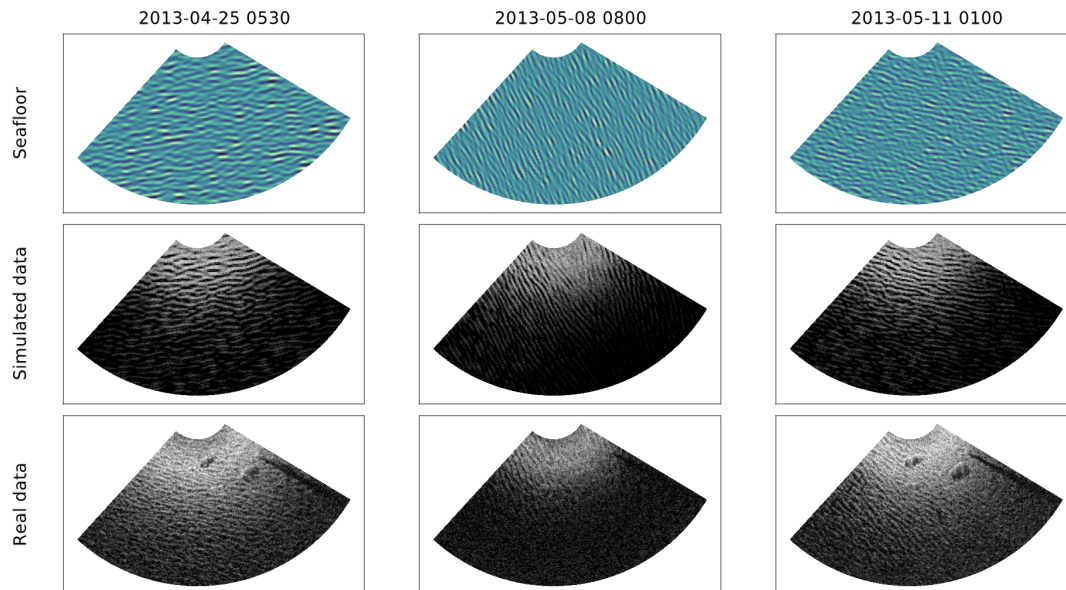 2013-04-25 0530
2013-05-08 0800
2013-05-11 0100
Seafloor
Simulated data
Real data